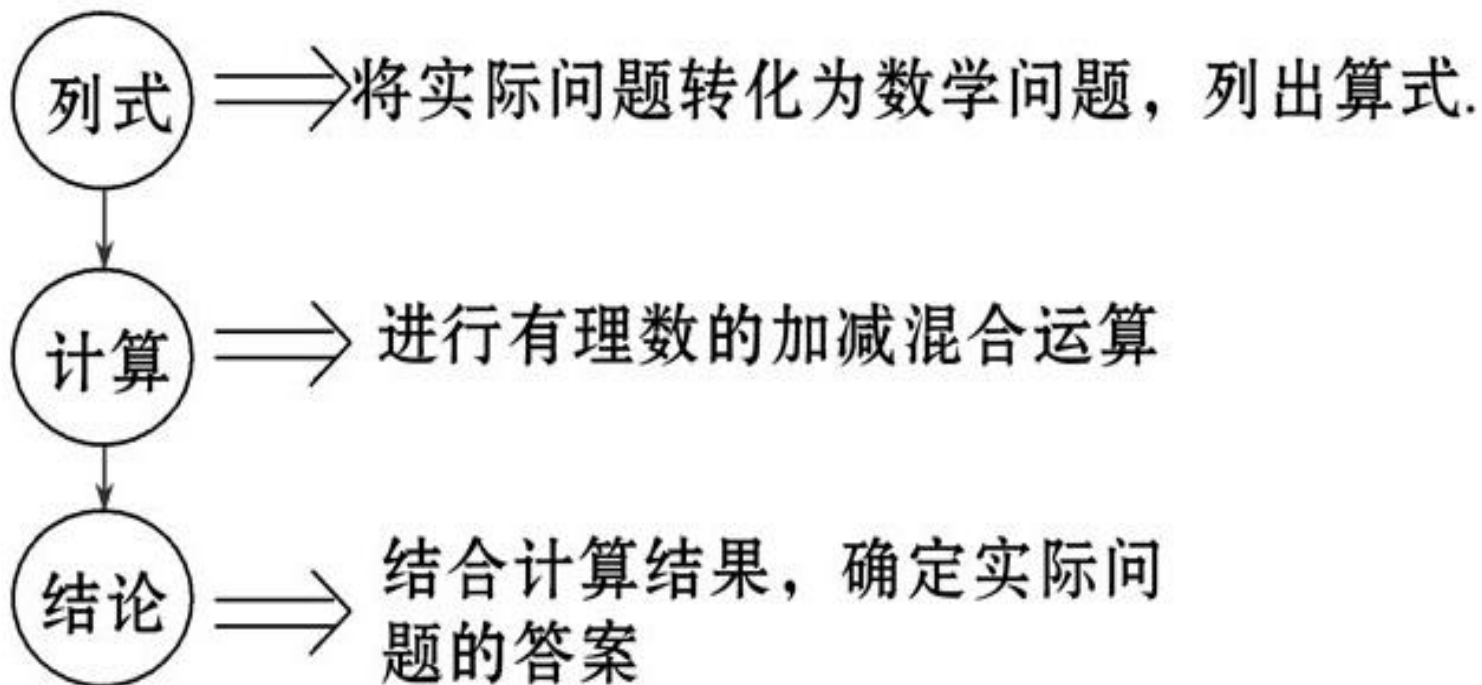 列式
将实际问题转化为数学问题，列出算式.
计算
进行有理数的加减混合运算
结论
结合计算结果，确定实际问
题的答案